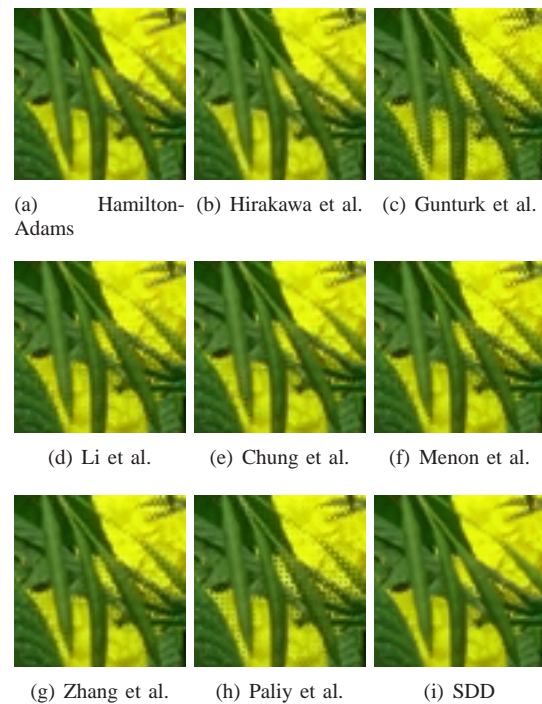 (a) Hamilton-
Adams
(b) Hirakawa et al.
(c) Gunturk et al.
(d) Li et al.
(e) Chung et al.
(f) Menon et al.
(g) Zhang et al.
(h) Paliy et al.
(i) SDD